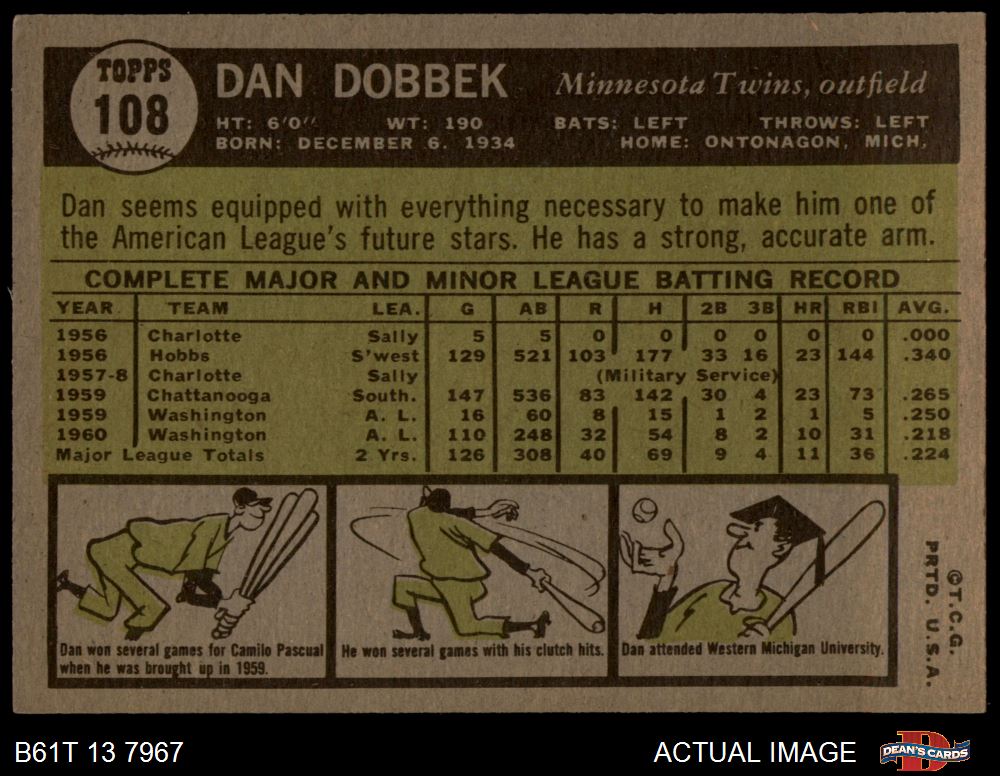 TOPPS
108
DAN DOBBEK Minnesota Twins, outfield
HT: 6'0" WT: 190 BATS: LEFT THROWS: LEFT
BORN: DECEMBER 6, 1934 HOME: ONTONAGON, MICH.
Dan seems equipped with everything necessary to make him one of
the American League's future stars. He has a strong, accurate arm.
COMPLETE MAJOR AND MINOR LEAGUE BATTING RECORD
YEAR TEAM LEA. G AB R H 2B 3B HR RBI AVG.
1956 Charlotte Sally 5 5 0 0 0 0 0 0 .000
1956 Hobbs S'west 129 521 103 177 33 16 23 144 .340
1957-8 Charlotte Sally (Military Service)
1959 Chattanooga South. 147 536 83 142 30 4 23 73 .265
1959 Washington A. L. 16 60 8 15 1 2 1 5 .250
1960 Washington A. L. 110 248 32 54 8 2 10 31 .218
Major League Totals 2 Yrs. 126 308 40 69 9 4 11 36 .224
Dan won several games for Camilo Pascual
when he was brought up in 1959.
He won several games with his clutch hits.
Dan attended Western Michigan University.
©T.C.G.
PRTD. U.S.A.
B61T 13 7967 ACTUAL IMAGE
DEAN'S CARDS